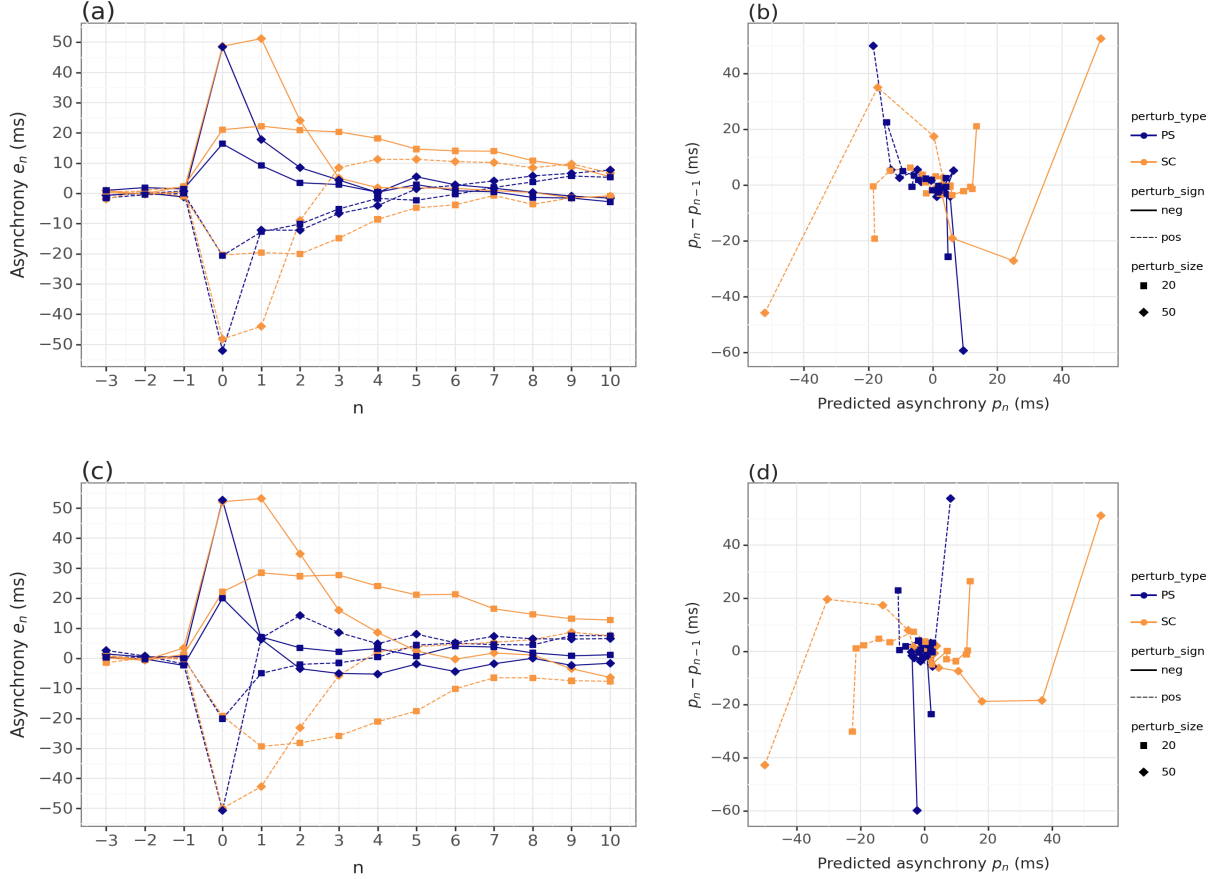 (a)
50
40
30
20
10
0
−10
−20
−30
−40
−50
Asynchrony eₙ (ms)
−3 −2 −1 0 1 2 3 4 5 6 7 8 9 10
n
(b)
40
20
0
−20
−40
−60
pₙ − pₙ₋₁ (ms)
−40 −20 0 20 40
Predicted asynchrony pₙ (ms)
perturb_type
PS
SC
perturb_sign
neg
pos
perturb_size
20
50
(c)
50
40
30
20
10
0
−10
−20
−30
−40
−50
Asynchrony eₙ (ms)
−3 −2 −1 0 1 2 3 4 5 6 7 8 9 10
n
(d)
60
40
20
0
−20
−40
−60
pₙ − pₙ₋₁ (ms)
−40 −20 0 20 40
Predicted asynchrony pₙ (ms)
perturb_type
PS
SC
perturb_sign
neg
pos
perturb_size
20
50